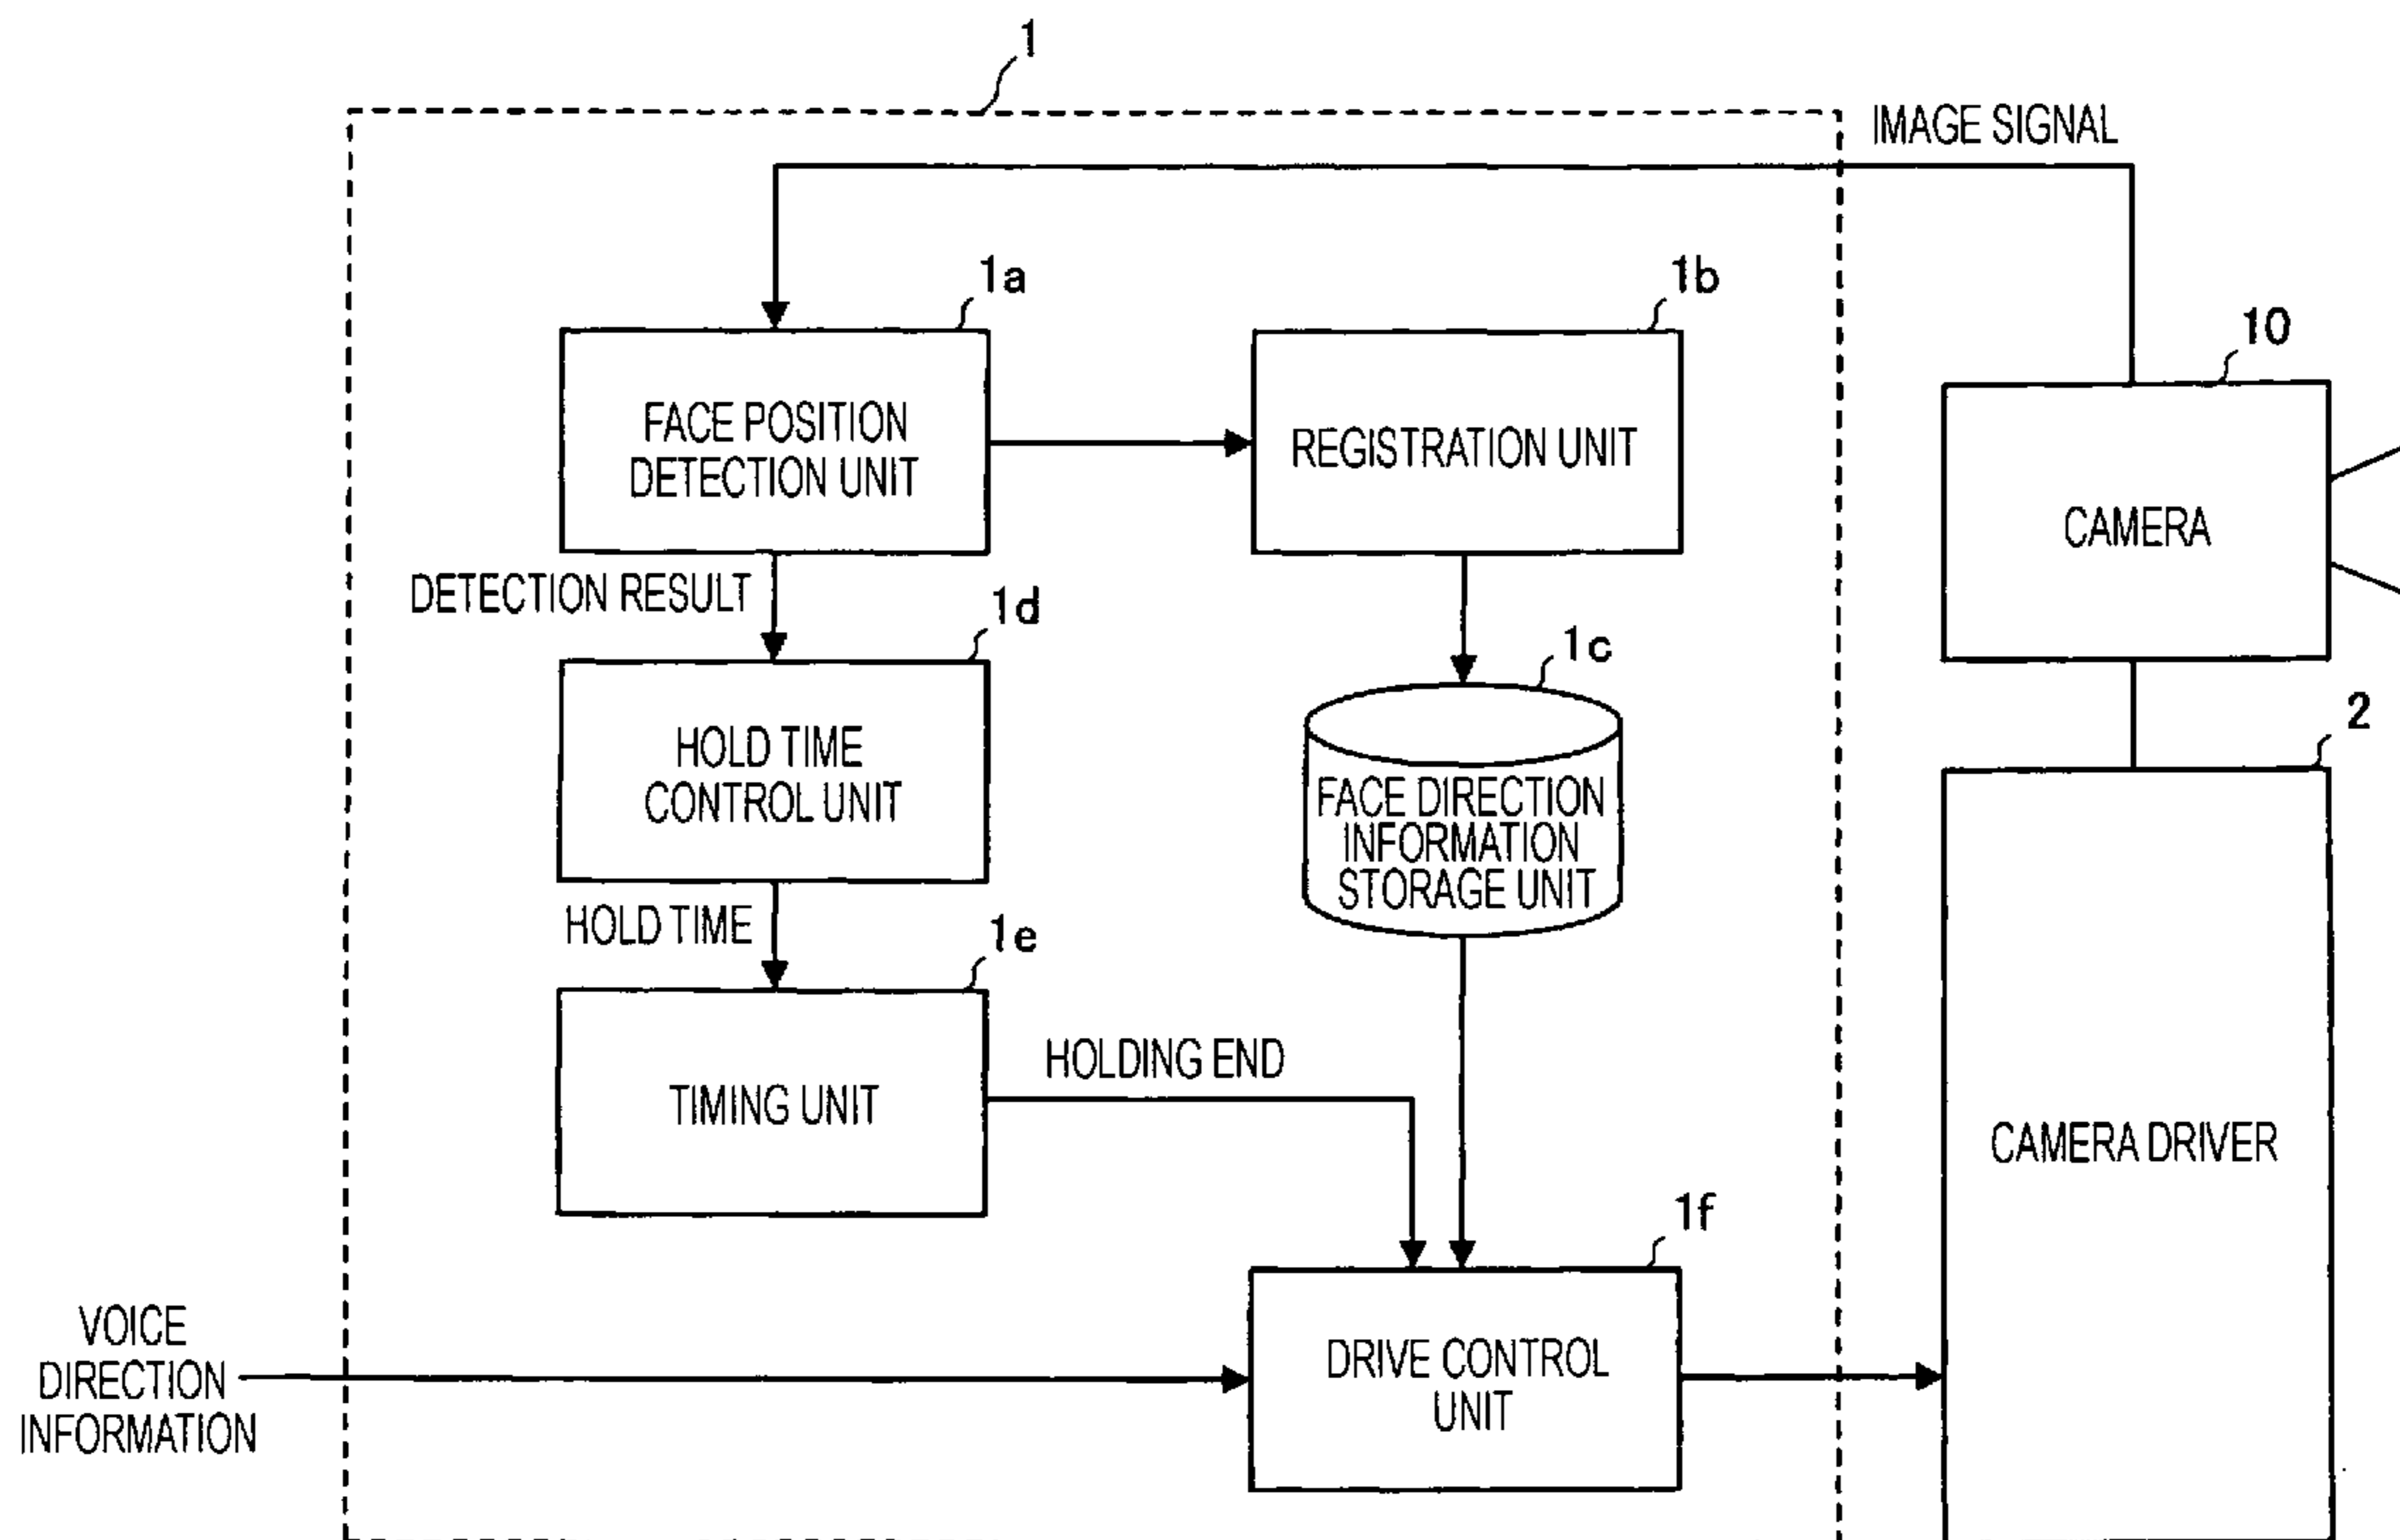 1
IMAGE SIGNAL
1a
1b
10
FACE POSITION
DETECTION UNIT
REGISTRATION UNIT
CAMERA
DETECTION RESULT
1d
1c
2
HOLD TIME
CONTROL UNIT
FACE DIRECTION
INFORMATION
STORAGE UNIT
HOLD TIME
1e
HOLDING END
TIMING UNIT
CAMERA DRIVER
1f
VOICE
DIRECTION
INFORMATION
DRIVE CONTROL
UNIT